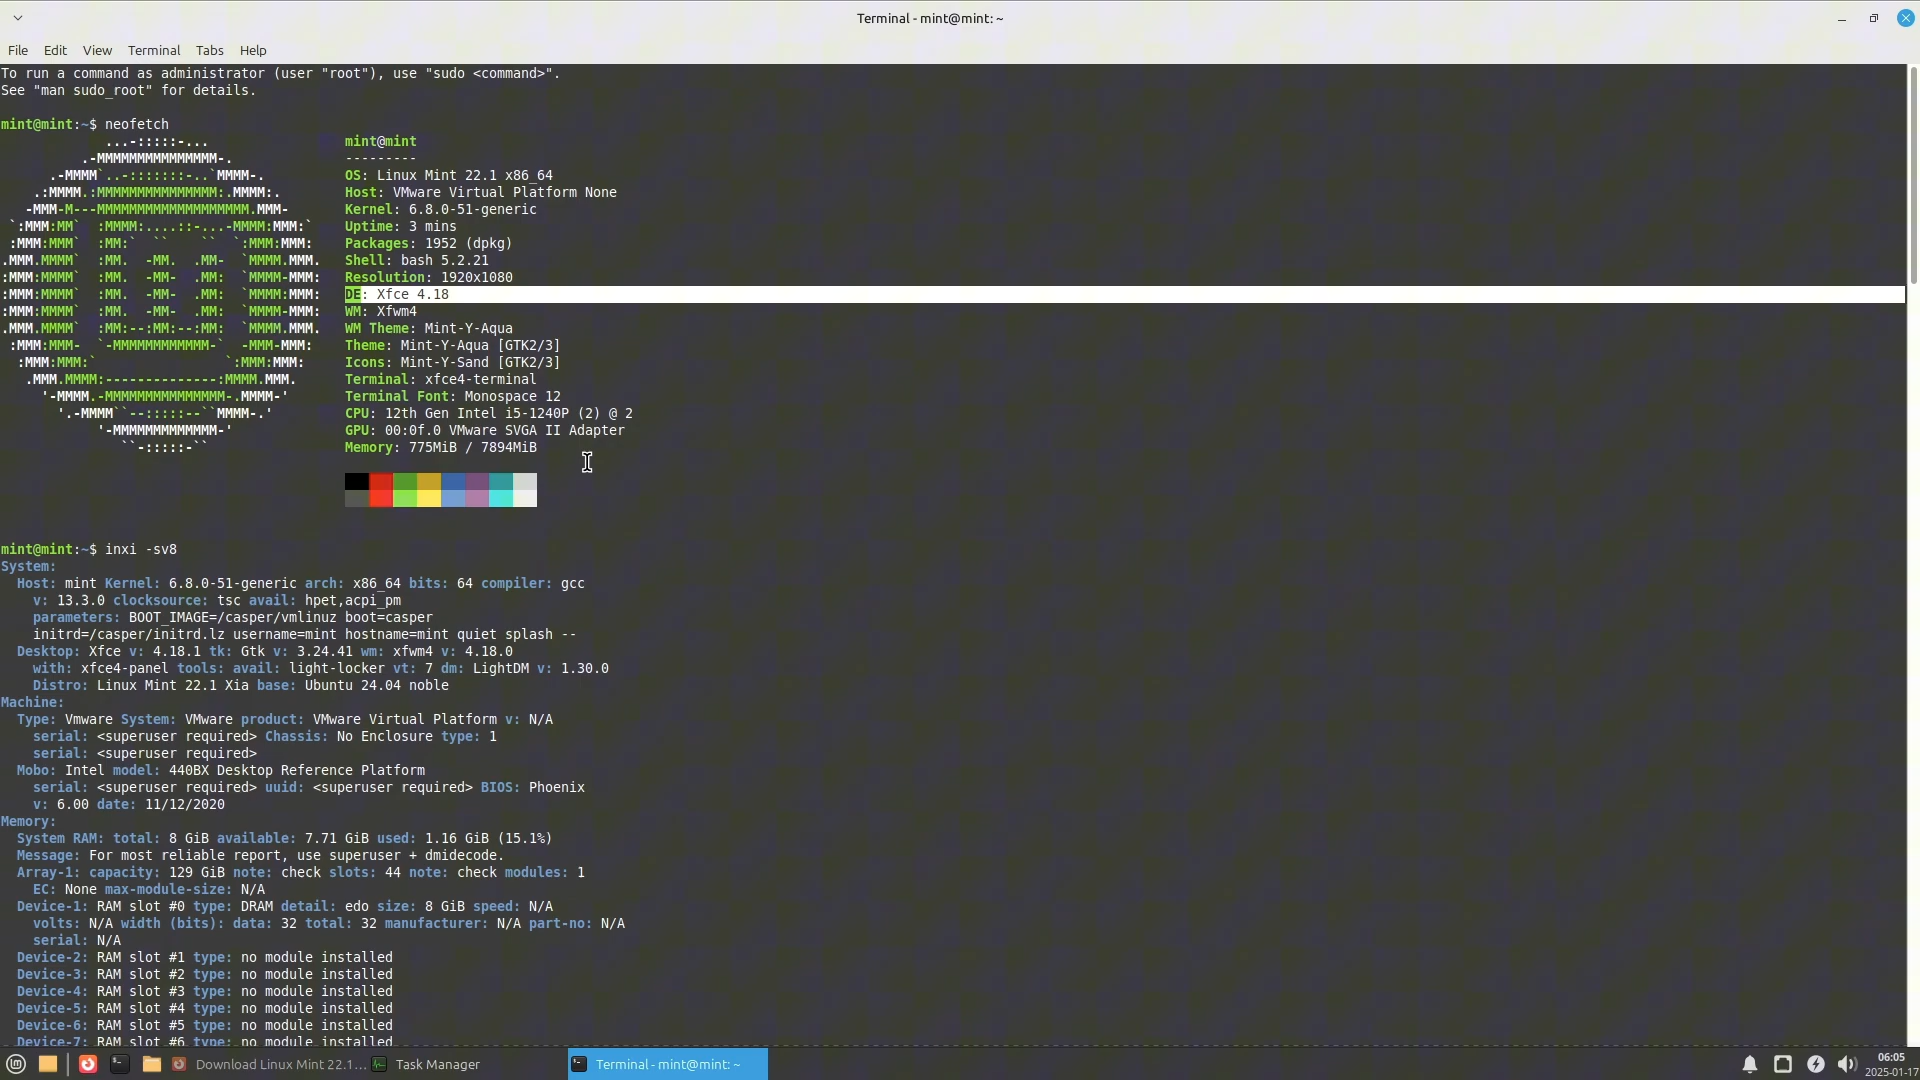 Terminal - mint@mint: ~
File Edit View Terminal Tabs Help
To run a command as administrator (user "root"), use "sudo <command>".
See "man sudo_root" for details.
mint@mint:~$ neofetch
mint@mint
---------
OS: Linux Mint 22.1 x86_64
Host: VMware Virtual Platform None
Kernel: 6.8.0-51-generic
Uptime: 3 mins
Packages: 1952 (dpkg)
Shell: bash 5.2.21
Resolution: 1920x1080
DE: Xfce 4.18
WM: Xfwm4
WM Theme: Mint-Y-Aqua
Theme: Mint-Y-Aqua [GTK2/3]
Icons: Mint-Y-Sand [GTK2/3]
Terminal: xfce4-terminal
Terminal Font: Monospace 12
CPU: 12th Gen Intel i5-1240P (2) @ 2
GPU: 00:0f.0 VMware SVGA II Adapter
Memory: 775MiB / 7894MiB
mint@mint:~$ inxi -sv8
System:
Host: mint Kernel: 6.8.0-51-generic arch: x86_64 bits: 64 compiler: gcc
v: 13.3.0 clocksource: tsc avail: hpet,acpi_pm
parameters: BOOT_IMAGE=/casper/vmlinuz boot=casper
initrd=/casper/initrd.lz username=mint hostname=mint quiet splash --
Desktop: Xfce v: 4.18.1 tk: Gtk v: 3.24.41 wm: xfwm4 v: 4.18.0
with: xfce4-panel tools: avail: light-locker vt: 7 dm: LightDM v: 1.30.0
Distro: Linux Mint 22.1 Xia base: Ubuntu 24.04 noble
Machine:
Type: Vmware System: VMware product: VMware Virtual Platform v: N/A
serial: <superuser required> Chassis: No Enclosure type: 1
serial: <superuser required>
Mobo: Intel model: 440BX Desktop Reference Platform
serial: <superuser required> uuid: <superuser required> BIOS: Phoenix
v: 6.00 date: 11/12/2020
Memory:
System RAM: total: 8 GiB available: 7.71 GiB used: 1.16 GiB (15.1%)
Message: For most reliable report, use superuser + dmidecode.
Array-1: capacity: 129 GiB note: check slots: 44 note: check modules: 1
EC: None max-module-size: N/A
Device-1: RAM slot #0 type: DRAM detail: edo size: 8 GiB speed: N/A
volts: N/A width (bits): data: 32 total: 32 manufacturer: N/A part-no: N/A
serial: N/A
Device-2: RAM slot #1 type: no module installed
Device-3: RAM slot #2 type: no module installed
Device-4: RAM slot #3 type: no module installed
Device-5: RAM slot #4 type: no module installed
Device-6: RAM slot #5 type: no module installed
Device-7: RAM slot #6 type: no module installed
Download Linux Mint 22.1... Task Manager Terminal - mint@mint: ~
06:05
2025-01-17